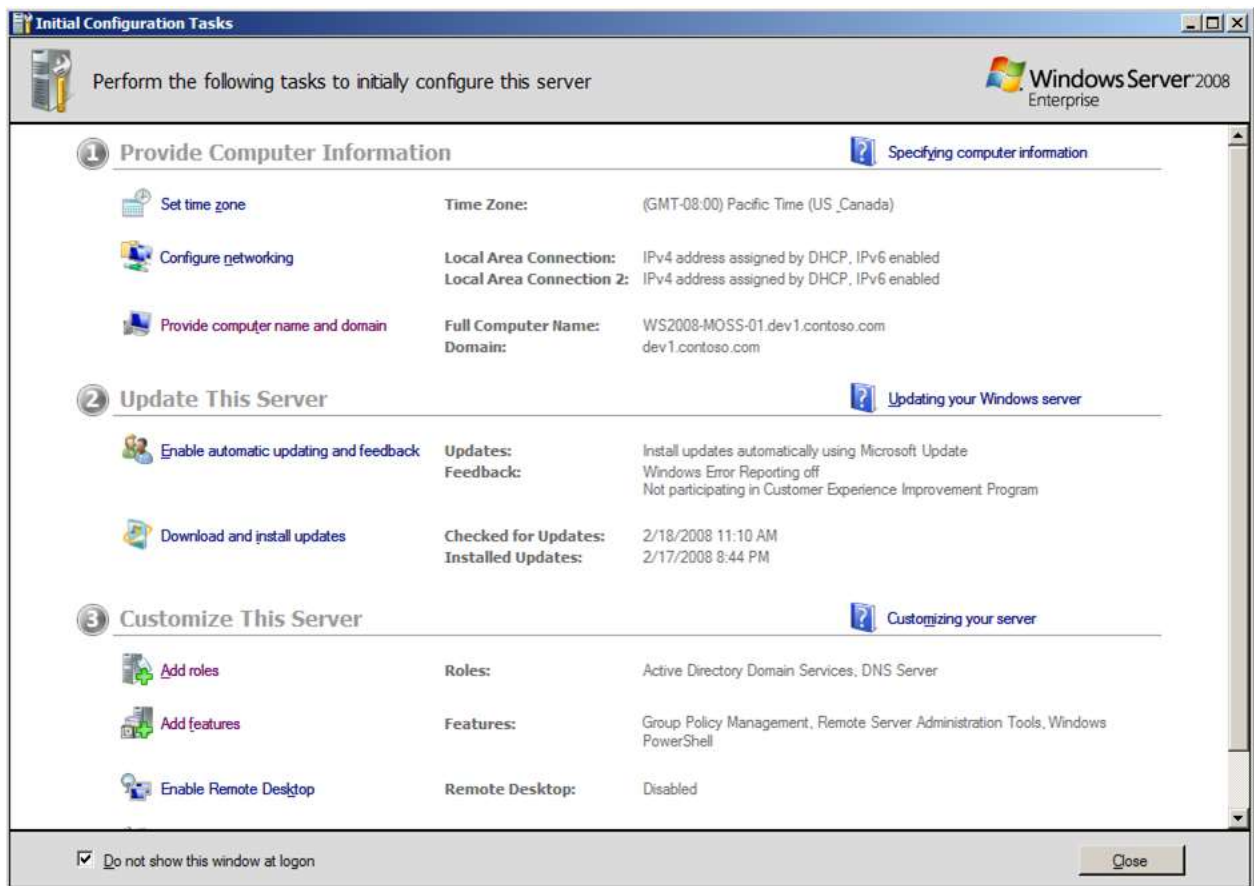 Initial Configuration Tasks
Perform the following tasks to initially configure this server
Windows Server 2008
Enterprise
1 Provide Computer Information
Specifying computer information
Set time zone
Time Zone: (GMT-08:00) Pacific Time (US _Canada)
Configure networking
Local Area Connection: IPv4 address assigned by DHCP, IPv6 enabled
Local Area Connection 2: IPv4 address assigned by DHCP, IPv6 enabled
Provide computer name and domain
Full Computer Name: WS2008-MOSS-01.dev1.contoso.com
Domain: dev1.contoso.com
2 Update This Server
Updating your Windows server
Enable automatic updating and feedback
Updates: Install updates automatically using Microsoft Update
Feedback: Windows Error Reporting off
Not participating in Customer Experience Improvement Program
Download and install updates
Checked for Updates: 2/18/2008 11:10 AM
Installed Updates: 2/17/2008 8:44 PM
3 Customize This Server
Customizing your server
Add roles
Roles: Active Directory Domain Services, DNS Server
Add features
Features: Group Policy Management, Remote Server Administration Tools, Windows
PowerShell
Enable Remote Desktop
Remote Desktop: Disabled
Do not show this window at logon
Close